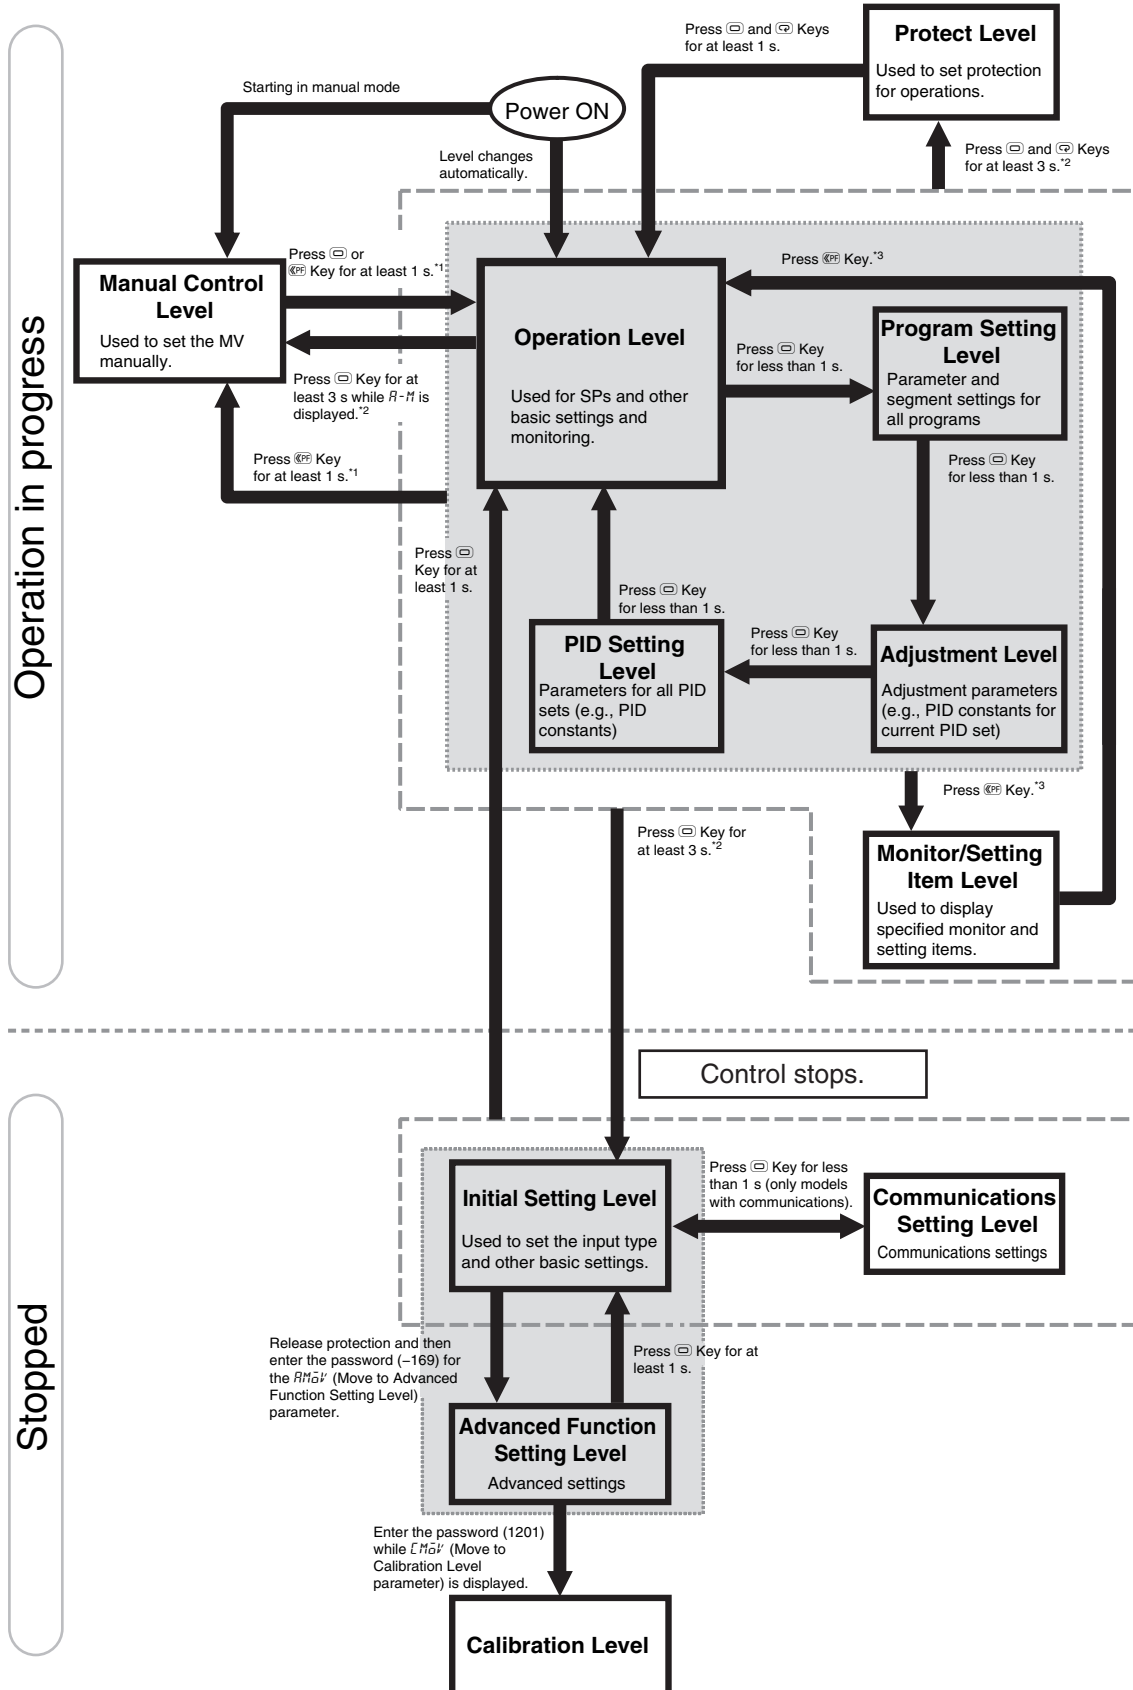 Operation in progress
Stopped
Press and Keys
for at least 1 s.
Protect Level
Used to set protection
for operations.
Starting in manual mode
Power ON
Level changes
automatically.
Press and Keys
for at least 3 s.*2
Press or
PF Key for at least 1 s.*1
Press PF Key.*3
Manual Control
Level
Used to set the MV
manually.
Operation Level
Used for SPs and other
basic settings and
monitoring.
Press Key
for less than 1 s.
Program Setting
Level
Parameter and
segment settings for
all programs
Press Key for at
least 3 s while A-M is
displayed.*2
Press PF Key
for at least 1 s.*1
Press Key
for less than 1 s.
Press
Key for at
least 1 s.
Press Key
for less than 1 s.
PID Setting
Level
Parameters for all PID
sets (e.g., PID
constants)
Press Key
for less than 1 s.
Adjustment Level
Adjustment parameters
(e.g., PID constants for
current PID set)
Press PF Key.*3
Press Key for
at least 3 s.*2
Monitor/Setting
Item Level
Used to display
specified monitor and
setting items.
Control stops.
Initial Setting Level
Used to set the input type
and other basic settings.
Press Key for less
than 1 s (only models
with communications).
Communications
Setting Level
Communications settings
Release protection and then
enter the password (−169) for
the AMoV (Move to Advanced
Function Setting Level)
parameter.
Press Key for at
least 1 s.
Advanced Function
Setting Level
Advanced settings
Enter the password (1201)
while CMoV (Move to
Calibration Level
parameter) is displayed.
Calibration Level